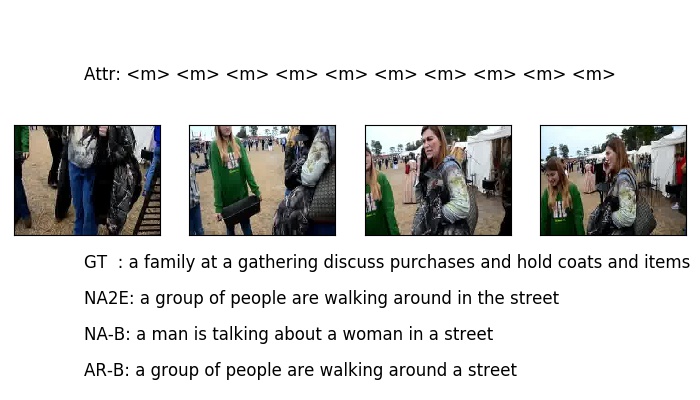 Attr: <m> <m> <m> <m> <m> <m> <m> <m> <m> <m>
GT : a family at a gathering discuss purchases and hold coats and items
NA2E: a group of people are walking around in the street
NA-B: a man is talking about a woman in a street
AR-B: a group of people are walking around a street